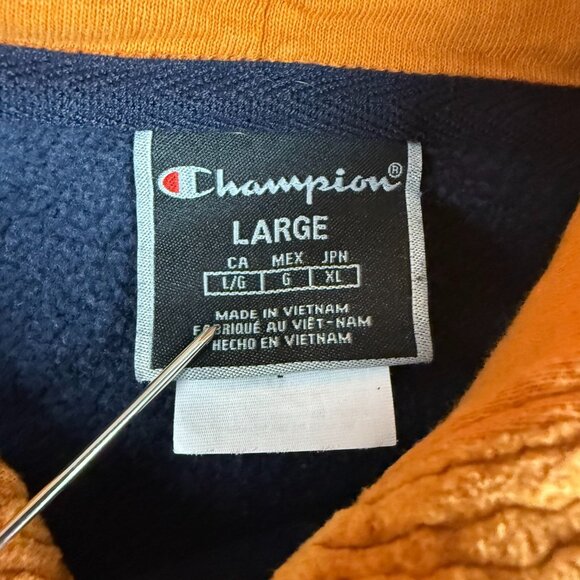 Champion®
LARGE
CA MEX JPN
L/G G XL
MADE IN VIETNAM
FABRIQUÉ AU VIÊT-NAM
HECHO EN VIETNAM